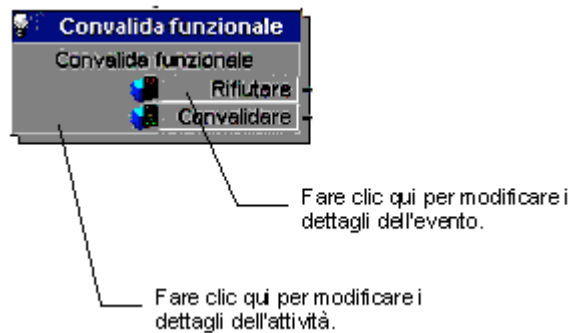 Convalida funzionale
Convalida funzionale
Rifiutare
Convalidare
Fare clic qui per modificare i
dettagli dell'evento.
Fare clic qui per modificare i
dettagli dell'attività.